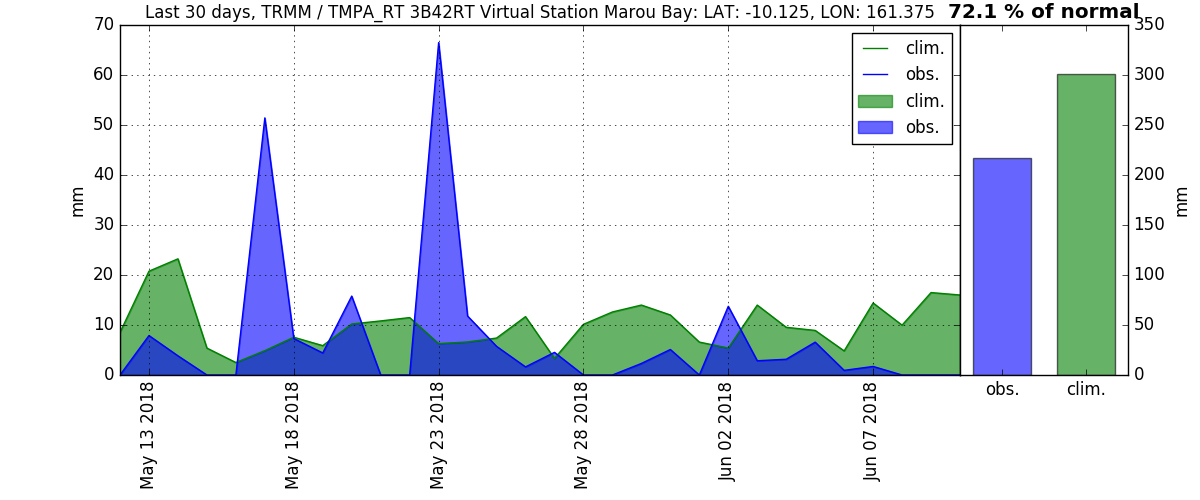 Last 30 days, TRMM / TMPA_RT 3B42RT Virtual Station Marou Bay: LAT: -10.125, LON: 161.375 72.1 % of normal
70
60
50
40
30
20
10
0
mm
clim.
obs.
clim.
obs.
350
300
250
200
150
100
50
0
mm
May 13 2018
May 18 2018
May 23 2018
May 28 2018
Jun 02 2018
Jun 07 2018
obs.
clim.